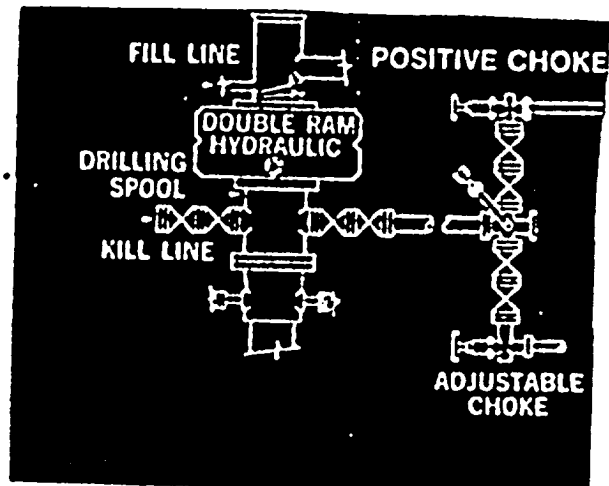 FILL LINE
POSITIVE CHOKE
DOUBLE RAM
HYDRAULIC
DRILLING
SPOOL
KILL LINE
ADJUSTABLE
CHOKE